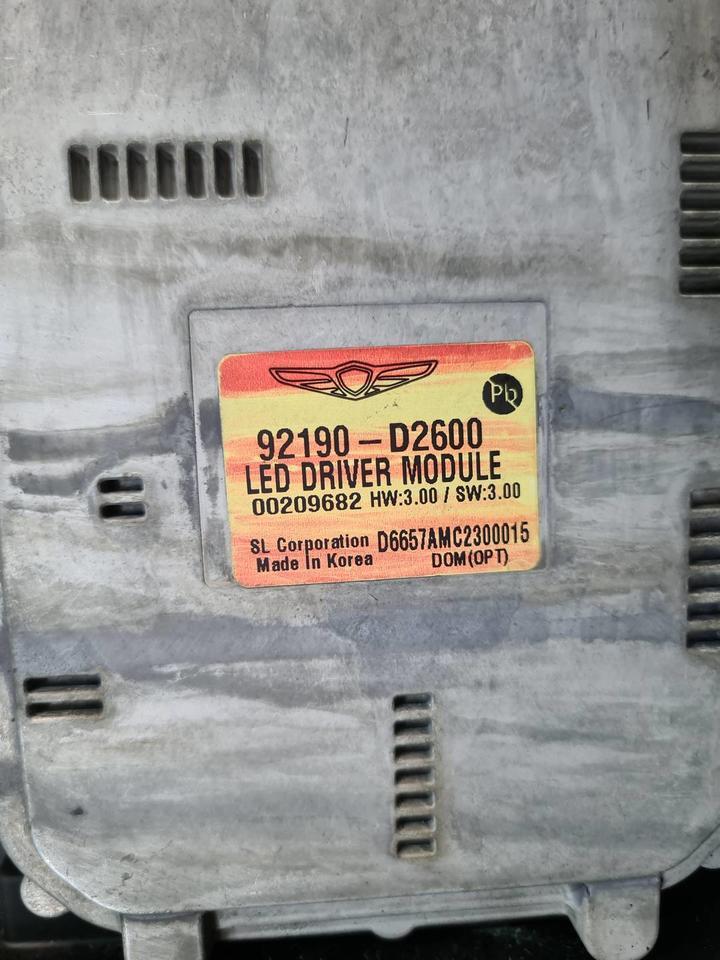 Pb
92190-D2600
LED DRIVER MODULE
00209682 HW:3.00 / SW:3.00
SL Corporation D6657AMC2300015
Made In Korea DOM(OPT)